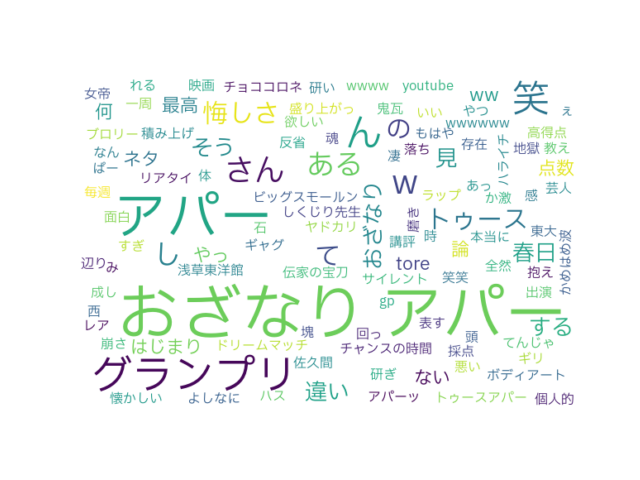 れる 映画 チョココロネ 研い wwww youtube
女帝 何 一周 最高 悔しさ 盛り上がっ 鬼瓦 いい やつ ww 笑 ぇ
ブロリー 積み上げ そう 欲しい 魂 ん の もはや wwwwww 高得点
なん ばー ネタ 反省 落ち 存在 ハライチ 地獄 教え
リアタイ 体 さん ある 凄 見 点数
毎週 ビッグスモールン w ラップ あっ か激 感 芸人
面白 アパー しくじり先生 おざなり 磨き トゥース
石 ヤドカリ 講評 時 本当に 東大
すぎ し やっ ギャグ て 論 春日 かめはめ波
辺り み 浅草東洋館 伝家の宝刀 サイレント tore 笑笑 全然 抱え
成し おざなり アパー gp 出演
西 レア 塊 回っ 表す 頭 する
崩さ はじまり ドリームマッチ チャンスの時間 採点 てんじゃ
グランプリ 佐久間 悪い ギリ
違い 研ぎ ない ボディアート
懐かしい よしなに ハス アパーッ トゥースアパー 個人的